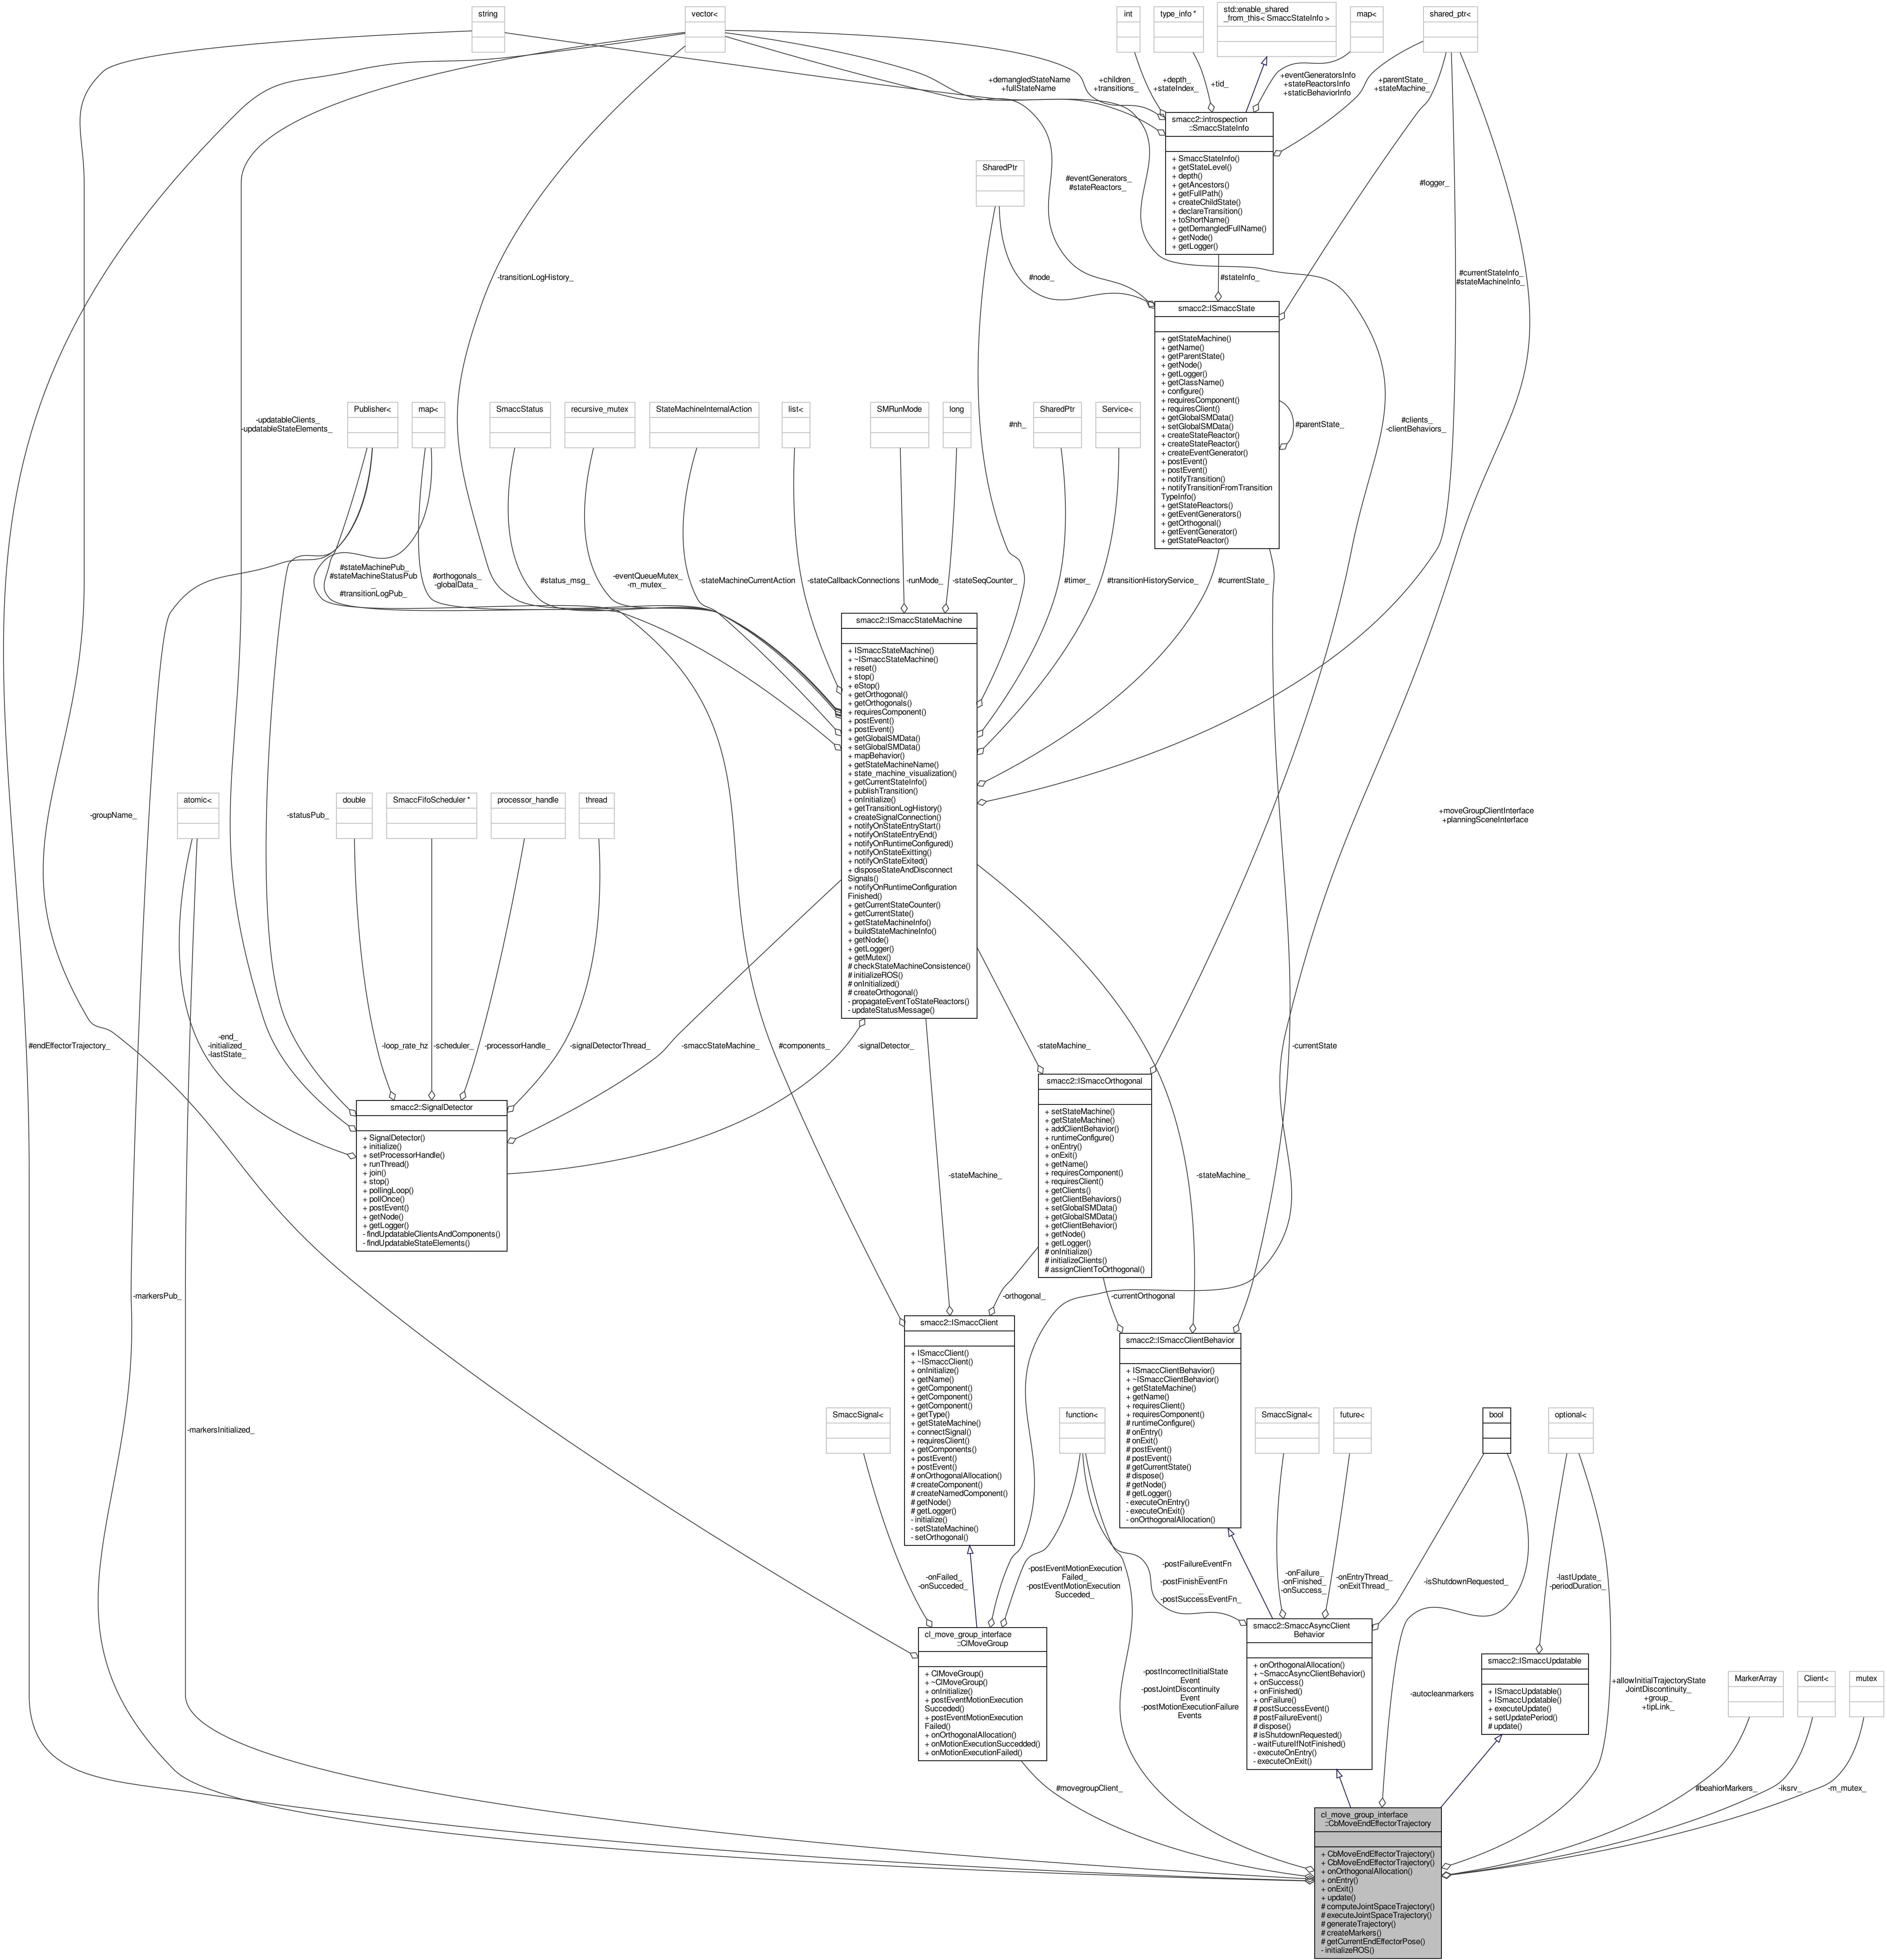 string
vector<
int
type_info *
std::enable_shared
_from_this< SmaccStateInfo >
map<
shared_ptr<
+demangledStateName
+fullStateName
+children_
+transitions_
+depth_
+stateIndex_
+tid_
+eventGeneratorsInfo
+stateReactorsInfo
+staticBehaviorInfo
+parentState_
+stateMachine_
smacc2::introspection
::SmaccStateInfo
+ SmaccStateInfo()
+ getStateLevel()
+ depth()
+ getAncestors()
+ getFullPath()
+ createChildState()
+ declareTransition()
+ toShortName()
+ getDemangledFullName()
+ getNode()
+ getLogger()
SharedPtr
#eventGenerators_
#stateReactors_
#logger_
-transitionLogHistory_
#node_
#stateInfo_
#currentStateInfo_
#stateMachineInfo_
smacc2::ISmaccState
+ getStateMachine()
+ getName()
+ getParentState()
+ getNode()
+ getLogger()
+ getClassName()
+ configure()
+ requiresComponent()
+ requiresClient()
+ getGlobalSMData()
+ setGlobalSMData()
+ createStateReactor()
+ createStateReactor()
+ createEventGenerator()
+ postEvent()
+ postEvent()
+ notifyTransition()
+ notifyTransitionFromTransition
TypeInfo()
+ getStateReactors()
+ getEventGenerators()
+ getOrthogonal()
+ getEventGenerator()
+ getStateReactor()
#parentState_
-updatableClients_
-updatableStateElements_
Publisher<
map<
SmaccStatus
recursive_mutex
StateMachineInternalAction
list<
SMRunMode
long
#nh_
SharedPtr
Service<
#clients_
-clientBehaviors_
#stateMachinePub_
#stateMachineStatusPub
_
#transitionLogPub_
#orthogonals_
-globalData_
#status_msg_
-eventQueueMutex_
-m_mutex_
-stateMachineCurrentAction
-stateCallbackConnections
-runMode_
-stateSeqCounter_
#timer_
#transitionHistoryService_
#currentState_
smacc2::ISmaccStateMachine
+ ISmaccStateMachine()
+ ~ISmaccStateMachine()
+ reset()
+ stop()
+ eStop()
+ getOrthogonal()
+ getOrthogonals()
+ requiresComponent()
+ postEvent()
+ postEvent()
+ getGlobalSMData()
+ setGlobalSMData()
+ mapBehavior()
+ getStateMachineName()
+ state_machine_visualization()
+ getCurrentStateInfo()
+ publishTransition()
+ onInitialize()
+ getTransitionLogHistory()
+ createSignalConnection()
+ notifyOnStateEntryStart()
+ notifyOnStateEntryEnd()
+ notifyOnRuntimeConfigured()
+ notifyOnStateExitting()
+ notifyOnStateExited()
+ disposeStateAndDisconnect
Signals()
+ notifyOnRuntimeConfiguration
Finished()
+ getCurrentStateCounter()
+ getCurrentState()
+ getStateMachineInfo()
+ buildStateMachineInfo()
+ getNode()
+ getLogger()
+ getMutex()
# checkStateMachineConsistence()
# initializeROS()
# onInitialized()
# createOrthogonal()
- propagateEventToStateReactors()
- updateStatusMessage()
atomic<
double
SmaccFifoScheduler *
processor_handle
thread
-groupName_
-statusPub_
+moveGroupClientInterface
+planningSceneInterface
#endEffectorTrajectory_
-end_
-initialized_
-lastState_
-loop_rate_hz
-scheduler_
-processorHandle_
-signalDetectorThread_
-smaccStateMachine_
#components_
-signalDetector_
-stateMachine_
-currentState
smacc2::SignalDetector
+ SignalDetector()
+ initialize()
+ setProcessorHandle()
+ runThread()
+ join()
+ stop()
+ pollingLoop()
+ pollOnce()
+ postEvent()
+ getNode()
+ getLogger()
- findUpdatableClientsAndComponents()
- findUpdatableStateElements()
smacc2::ISmaccOrthogonal
+ setStateMachine()
+ getStateMachine()
+ addClientBehavior()
+ runtimeConfigure()
+ onEntry()
+ onExit()
+ getName()
+ requiresComponent()
+ requiresClient()
+ getClients()
+ getClientBehaviors()
+ setGlobalSMData()
+ getGlobalSMData()
+ getClientBehavior()
+ getNode()
+ getLogger()
# onInitialize()
# initializeClients()
# assignClientToOrthogonal()
-stateMachine_
-stateMachine_
-markersPub_
-orthogonal_
-currentOrthogonal
smacc2::ISmaccClient
+ ISmaccClient()
+ ~ISmaccClient()
+ onInitialize()
+ getName()
+ getComponent()
+ getComponent()
+ getComponent()
+ getType()
+ getStateMachine()
+ connectSignal()
+ requiresClient()
+ getComponents()
+ postEvent()
+ postEvent()
# onOrthogonalAllocation()
# createComponent()
# createNamedComponent()
# getNode()
# getLogger()
- initialize()
- setStateMachine()
- setOrthogonal()
smacc2::ISmaccClientBehavior
+ ISmaccClientBehavior()
+ ~ISmaccClientBehavior()
+ getStateMachine()
+ getName()
+ requiresClient()
+ requiresComponent()
# runtimeConfigure()
# onEntry()
# onExit()
# postEvent()
# postEvent()
# getCurrentState()
# dispose()
# getNode()
# getLogger()
- executeOnEntry()
- executeOnExit()
- onOrthogonalAllocation()
-markersInitialized_
SmaccSignal<
function<
SmaccSignal<
future<
bool
optional<
-onFailed_
-onSucceded_
-postEventMotionExecution
Failed_
-postEventMotionExecution
Succeded_
-postFailureEventFn
_
-postFinishEventFn
_
-postSuccessEventFn_
-onFailure_
-onFinished_
-onSuccess_
-onEntryThread_
-onExitThread_
-isShutdownRequested_
-lastUpdate_
-periodDuration_
cl_move_group_interface
::ClMoveGroup
+ ClMoveGroup()
+ ~ClMoveGroup()
+ onInitialize()
+ postEventMotionExecution
Succeded()
+ postEventMotionExecution
Failed()
+ onOrthogonalAllocation()
+ onMotionExecutionSuccedded()
+ onMotionExecutionFailed()
smacc2::SmaccAsyncClient
Behavior
+ onOrthogonalAllocation()
+ ~SmaccAsyncClientBehavior()
+ onSuccess()
+ onFinished()
+ onFailure()
# postSuccessEvent()
# postFailureEvent()
# dispose()
# isShutdownRequested()
- waitFutureIfNotFinished()
- executeOnEntry()
- executeOnExit()
smacc2::ISmaccUpdatable
+ ISmaccUpdatable()
+ ISmaccUpdatable()
+ executeUpdate()
+ setUpdatePeriod()
# update()
MarkerArray
Client<
mutex
-postIncorrectInitialState
Event
-postJointDiscontinuity
Event
-postMotionExecutionFailure
Events
-autocleanmarkers
+allowInitialTrajectoryState
JointDiscontinuity_
+group_
+tipLink_
#movegroupClient_
#beahiorMarkers_
-iksrv_
-m_mutex_
cl_move_group_interface
::CbMoveEndEffectorTrajectory
+ CbMoveEndEffectorTrajectory()
+ CbMoveEndEffectorTrajectory()
+ onOrthogonalAllocation()
+ onEntry()
+ onExit()
+ update()
# computeJointSpaceTrajectory()
# executeJointSpaceTrajectory()
# generateTrajectory()
# createMarkers()
# getCurrentEndEffectorPose()
- initializeROS()